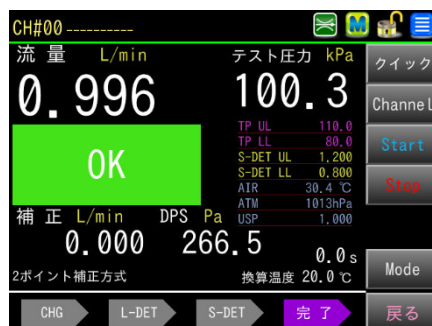 CH#00 ----------
M
流 量 L/min
テスト圧力 kPa
0.996
100.3
OK
TP UL 110.0
TP LL 80.0
S-DET UL 1.200
S-DET LL 0.800
AIR 30.4 ℃
ATM 1013hPa
USP 1.000
補 正 L/min DPS Pa
0.000 266.5
0.0 s
2ポイント補正方式
換算温度 20.0 ℃
CHG L-DET S-DET 完 了
クイック
Channel
Start
Stop
Mode
戻る